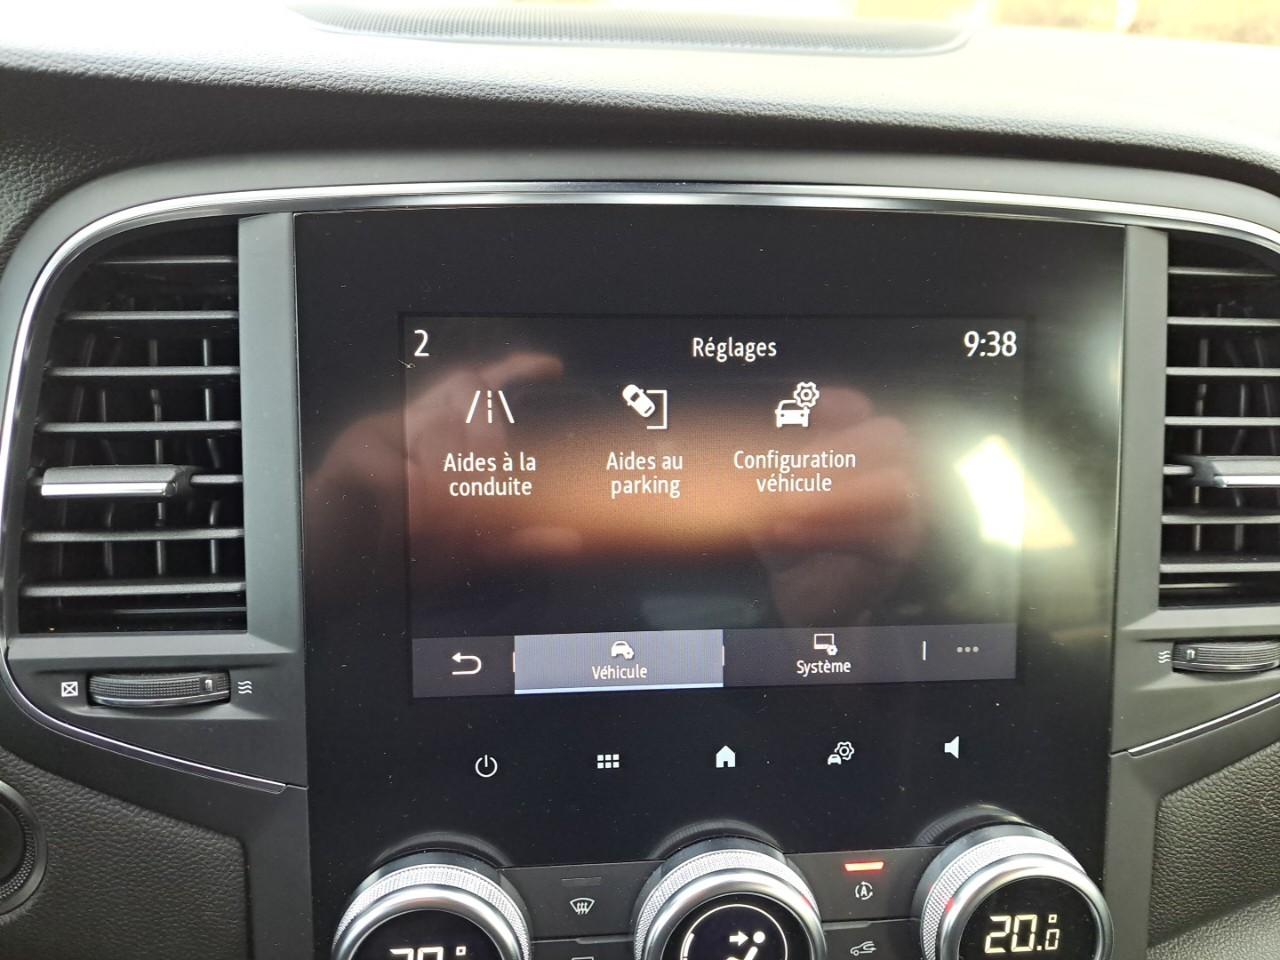 2 Réglages 9:38
Aides à la
conduite
Aides au
parking
Configuration
véhicule
Véhicule
Système
A
20.0